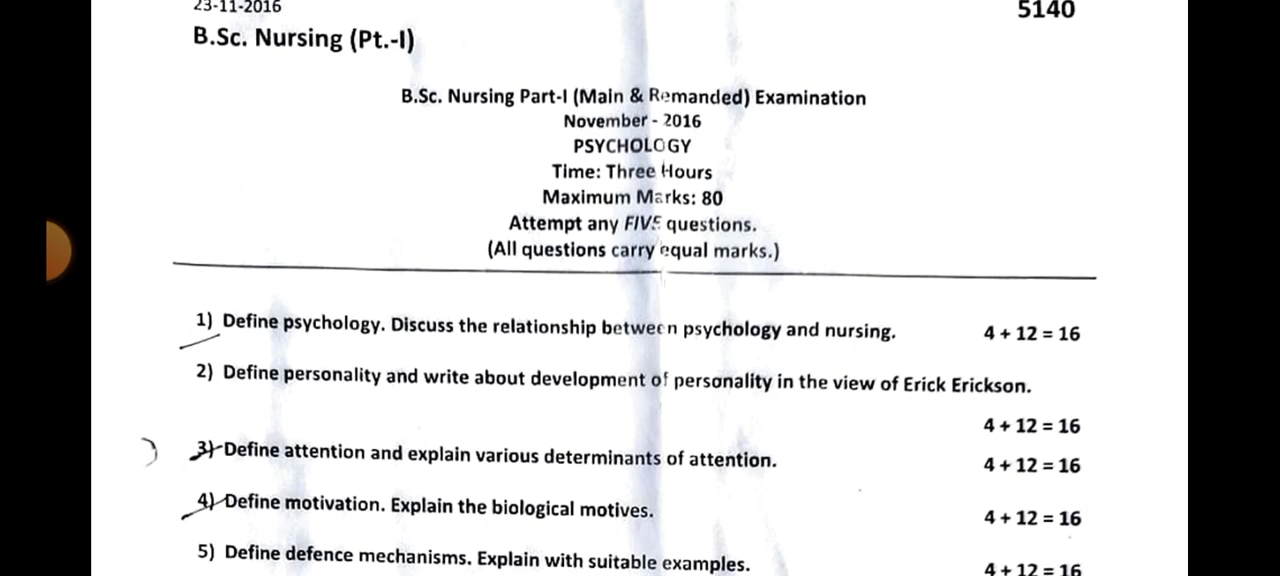 23-11-2016
5140
B.Sc. Nursing (Pt.-I)
B.Sc. Nursing Part-I (Main & Remanded) Examination
November - 2016
PSYCHOLOGY
Time: Three Hours
Maximum Marks: 80
Attempt any FIVE questions.
(All questions carry equal marks.)
1) Define psychology. Discuss the relationship between psychology and nursing. 4 + 12 = 16
2) Define personality and write about development of personality in the view of Erick Erickson.
4 + 12 = 16
3) Define attention and explain various determinants of attention. 4 + 12 = 16
4) Define motivation. Explain the biological motives. 4 + 12 = 16
5) Define defence mechanisms. Explain with suitable examples. 4 + 12 = 16